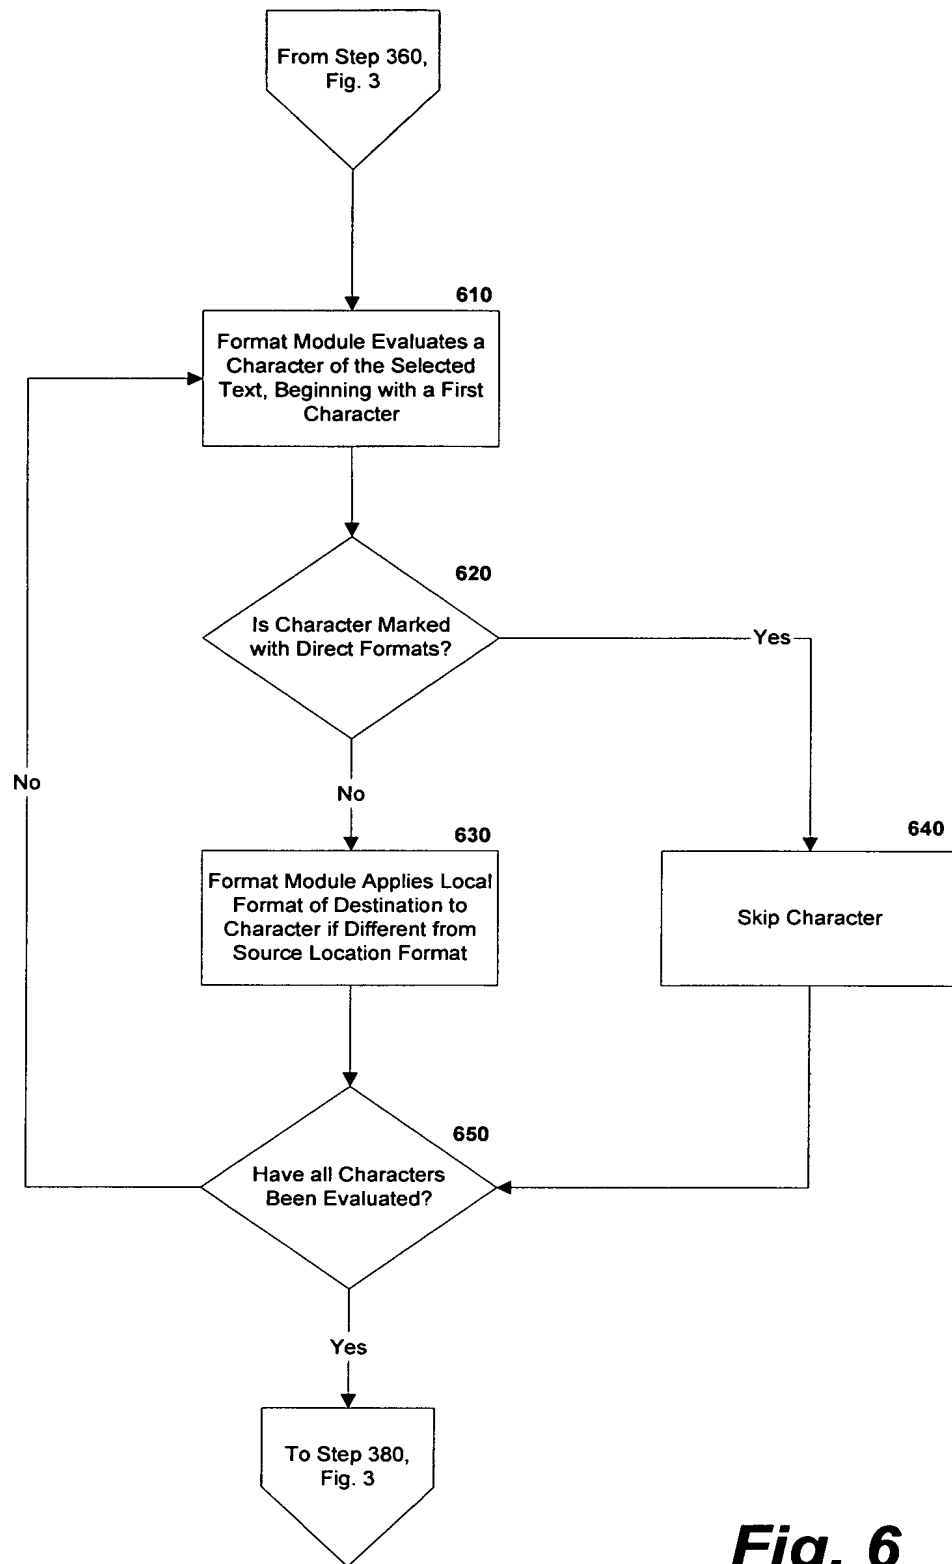 From Step 360,
Fig. 3
610
Format Module Evaluates a
Character of the Selected
Text, Beginning with a First
Character
620
Is Character Marked
with Direct Formats?
Yes
No
No
630
Format Module Applies Local
Format of Destination to
Character if Different from
Source Location Format
640
Skip Character
650
Have all Characters
Been Evaluated?
Yes
To Step 380,
Fig. 3
Fig. 6